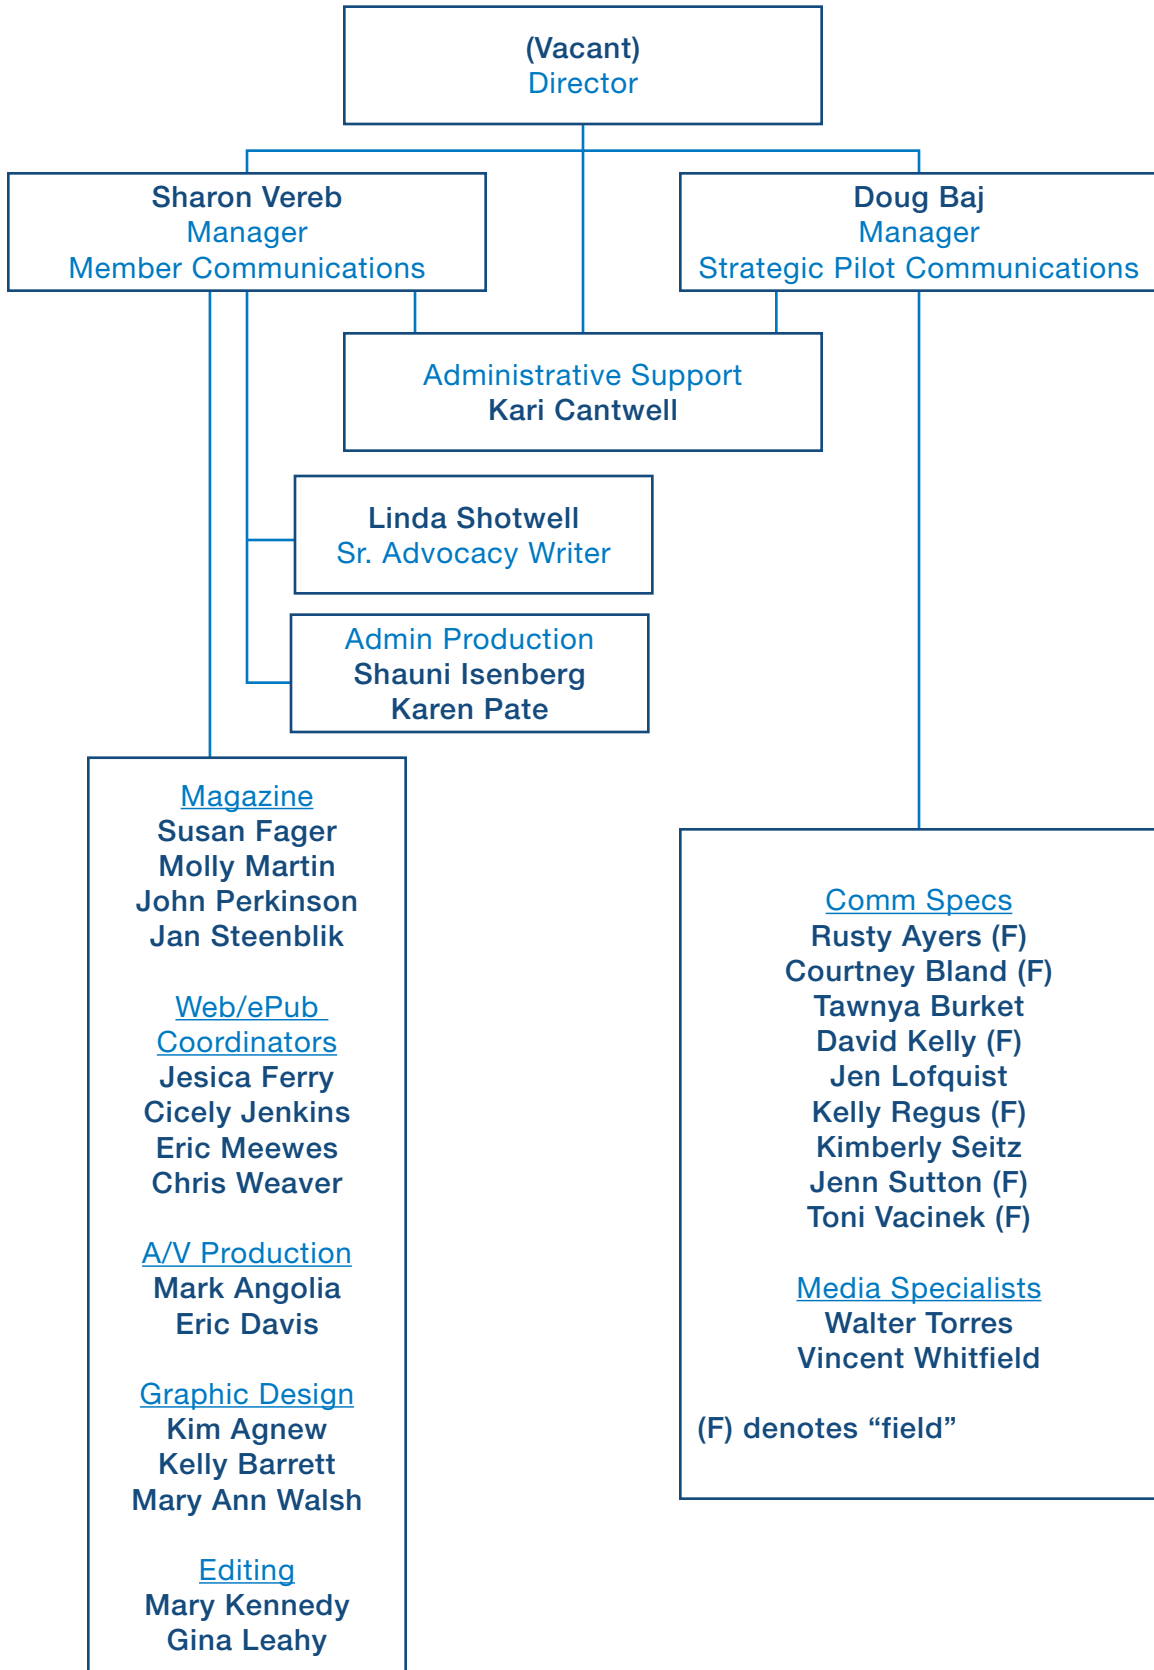 (Vacant)
Director
Sharon Vereb
Manager
Member Communications
Doug Baj
Manager
Strategic Pilot Communications
Administrative Support
Kari Cantwell
Linda Shotwell
Sr. Advocacy Writer
Admin Production
Shauni Isenberg
Karen Pate
Magazine
Susan Fager
Molly Martin
John Perkinson
Jan Steenblik
Web/ePub
Coordinators
Jesica Ferry
Cicely Jenkins
Eric Meewes
Chris Weaver
A/V Production
Mark Angolia
Eric Davis
Graphic Design
Kim Agnew
Kelly Barrett
Mary Ann Walsh
Editing
Mary Kennedy
Gina Leahy
Comm Specs
Rusty Ayers (F)
Courtney Bland (F)
Tawnya Burket
David Kelly (F)
Jen Lofquist
Kelly Regus (F)
Kimberly Seitz
Jenn Sutton (F)
Toni Vacinek (F)
Media Specialists
Walter Torres
Vincent Whitfield
(F) denotes “field”